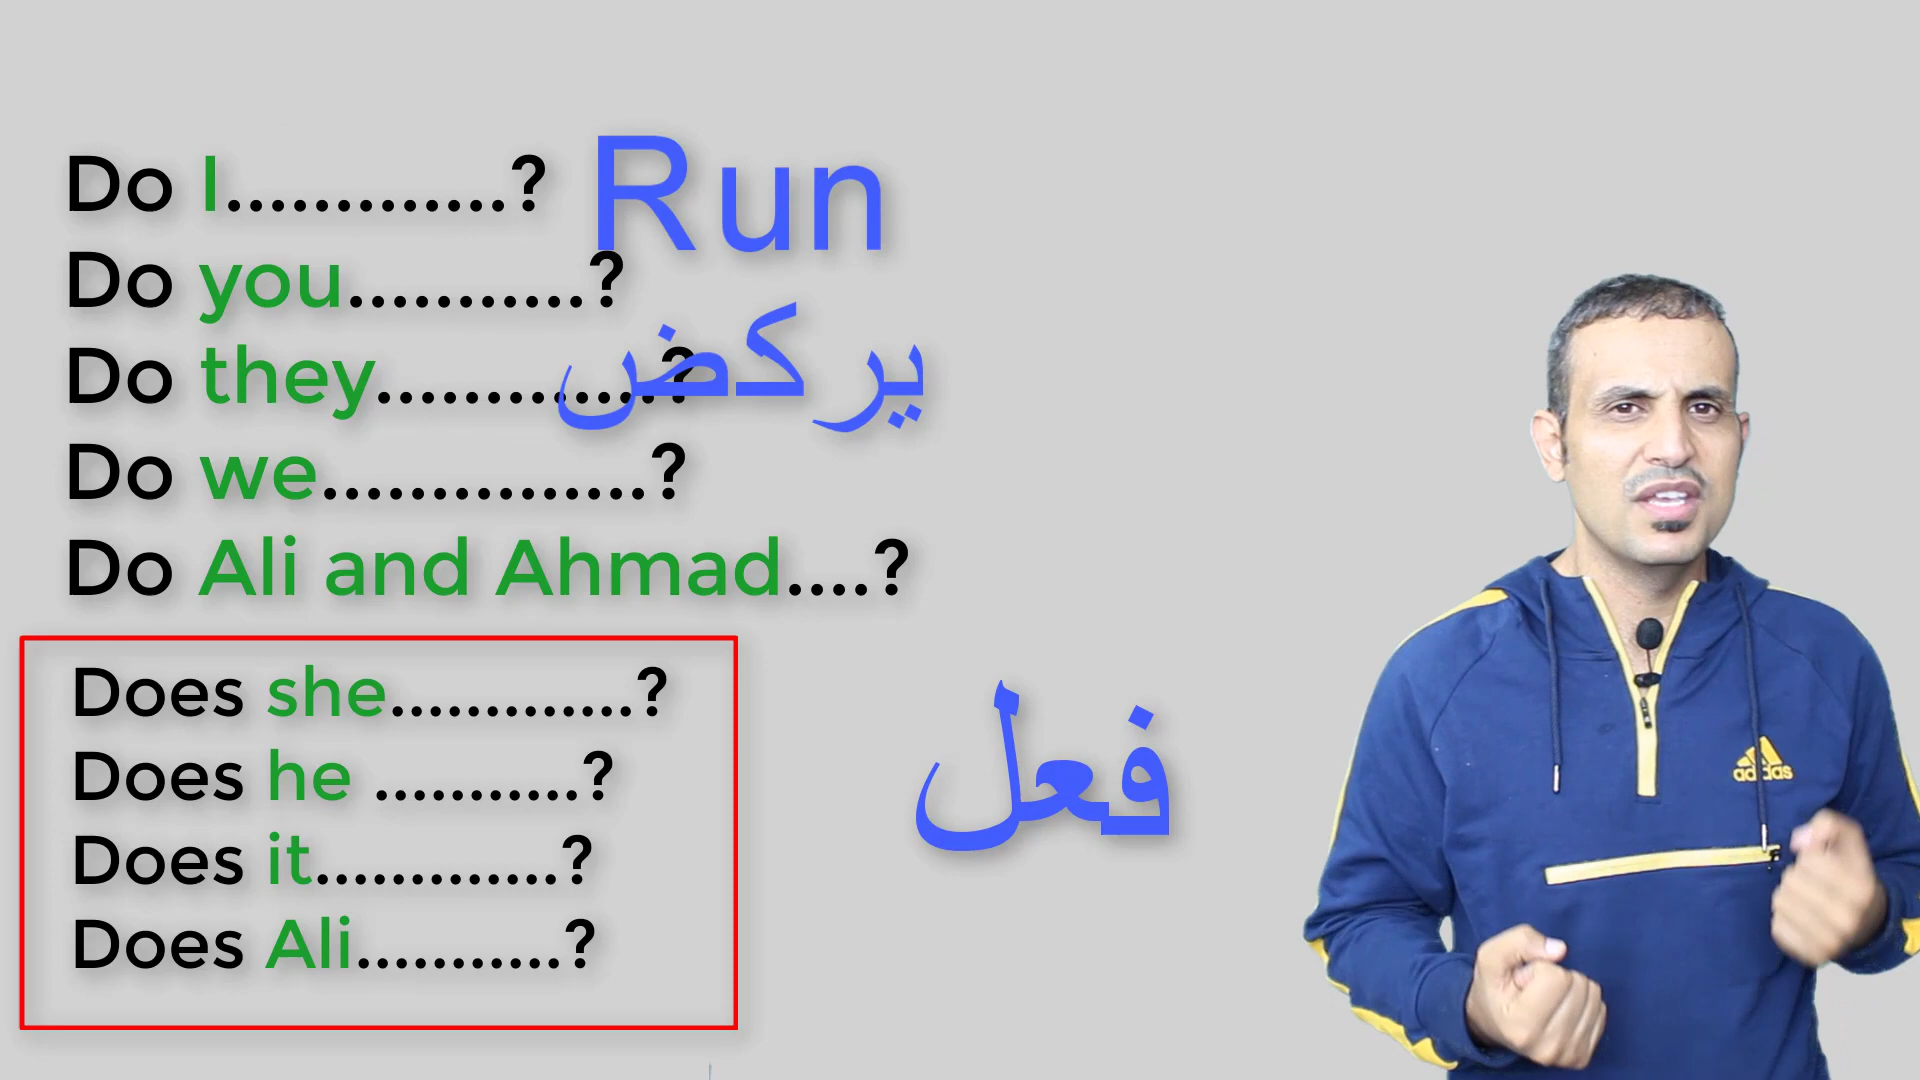 Do I.............?
Run
Do you...........?
يركض
Do they.............?
Do we...............?
Do Ali and Ahmad....?
Does she.............?
فعل
Does he ...........?
adidas
Does it.............?
Does Ali...........?